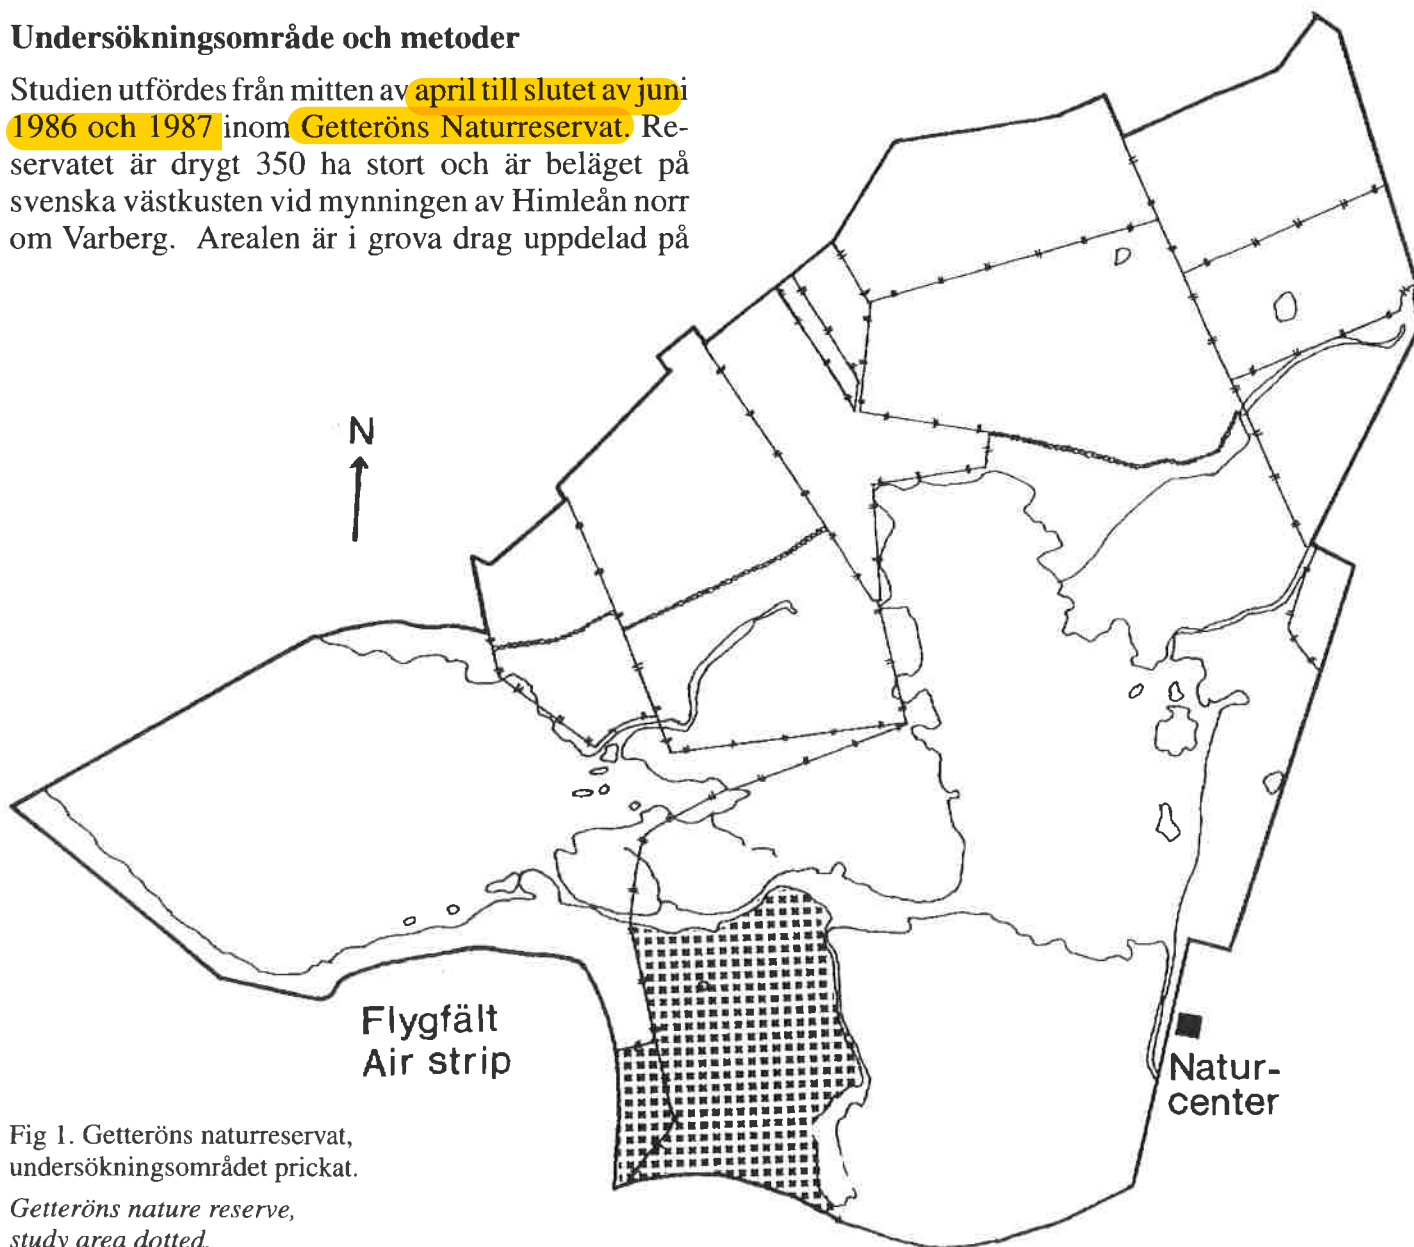 Undersökningsområde och metoder
Studien utfördes från mitten av april till slutet av juni
1986 och 1987 inom Getteröns Naturreservat. Re-
servatet är drygt 350 ha stort och är beläget på
svenska västkusten vid mynningen av Himleån norr
om Varberg. Arealen är i grova drag uppdelad på
N
Flygfält
Air strip
Natur-
center
Fig 1. Getteröns naturreservat,
undersökningsområdet prickat.
Getteröns nature reserve,
study area dotted.